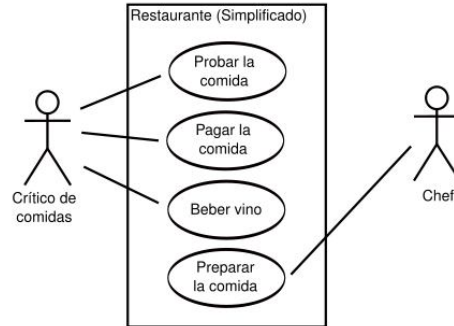 Restaurante (Simplificado)
Probar la
comida
Pagar la
comida
Beber vino
Preparar
la comida
Crítico de
comidas
Chef